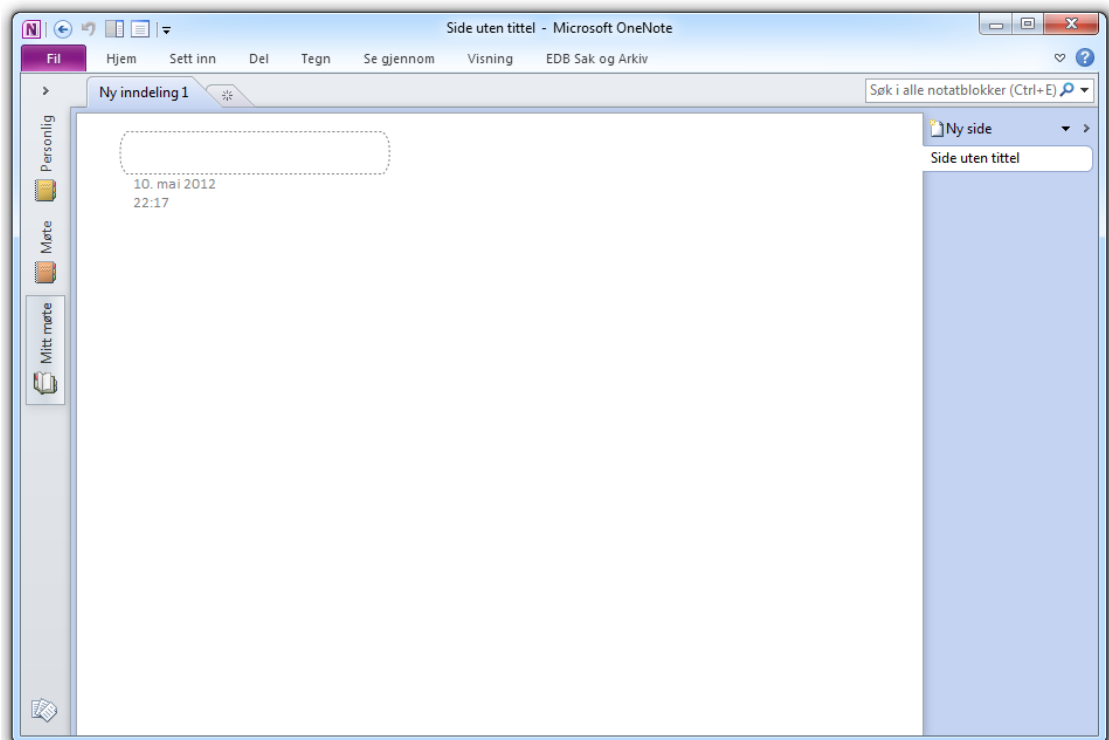 Side uten tittel - Microsoft OneNote
Fil Hjem Sett inn Del Tegn Se gjennom Visning EDB Sak og Arkiv
Ny inndeling 1
Søk i alle notatblokker (Ctrl+E)
Personlig
Møte
Mitt møte
10. mai 2012
22:17
Ny side
Side uten tittel